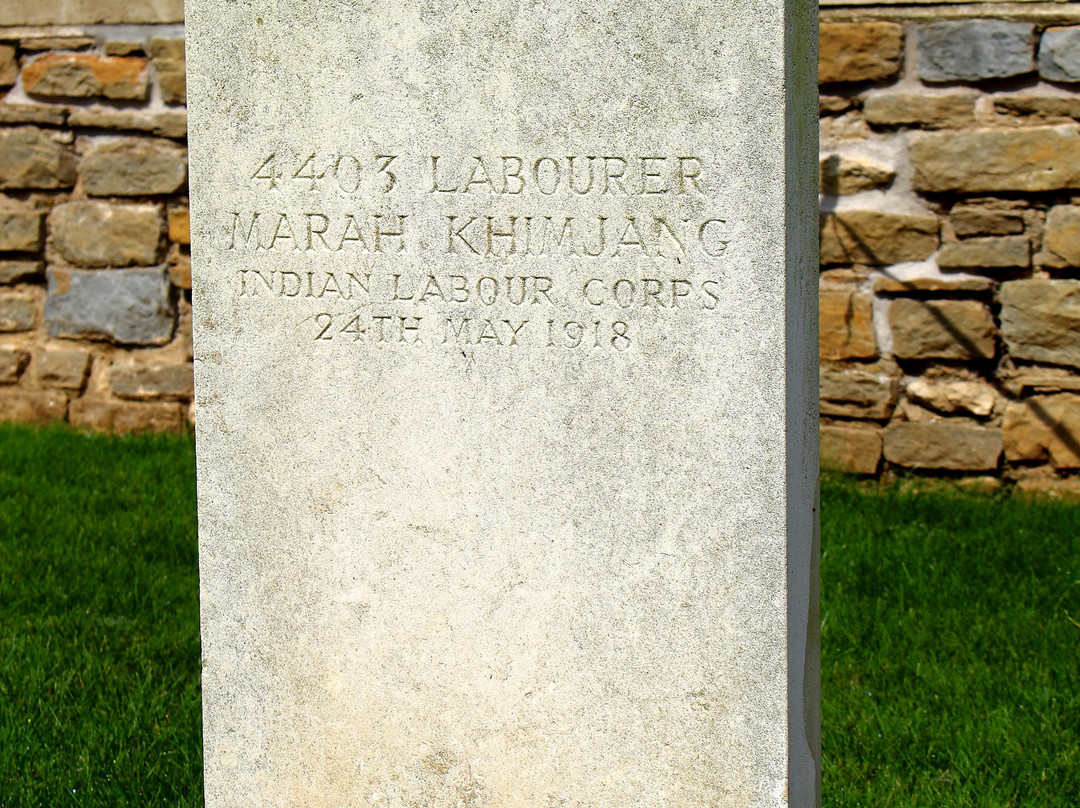 4403 LABOURER
MARAH KHIMJANG
INDIAN LABOUR CORPS
24TH MAY 1918